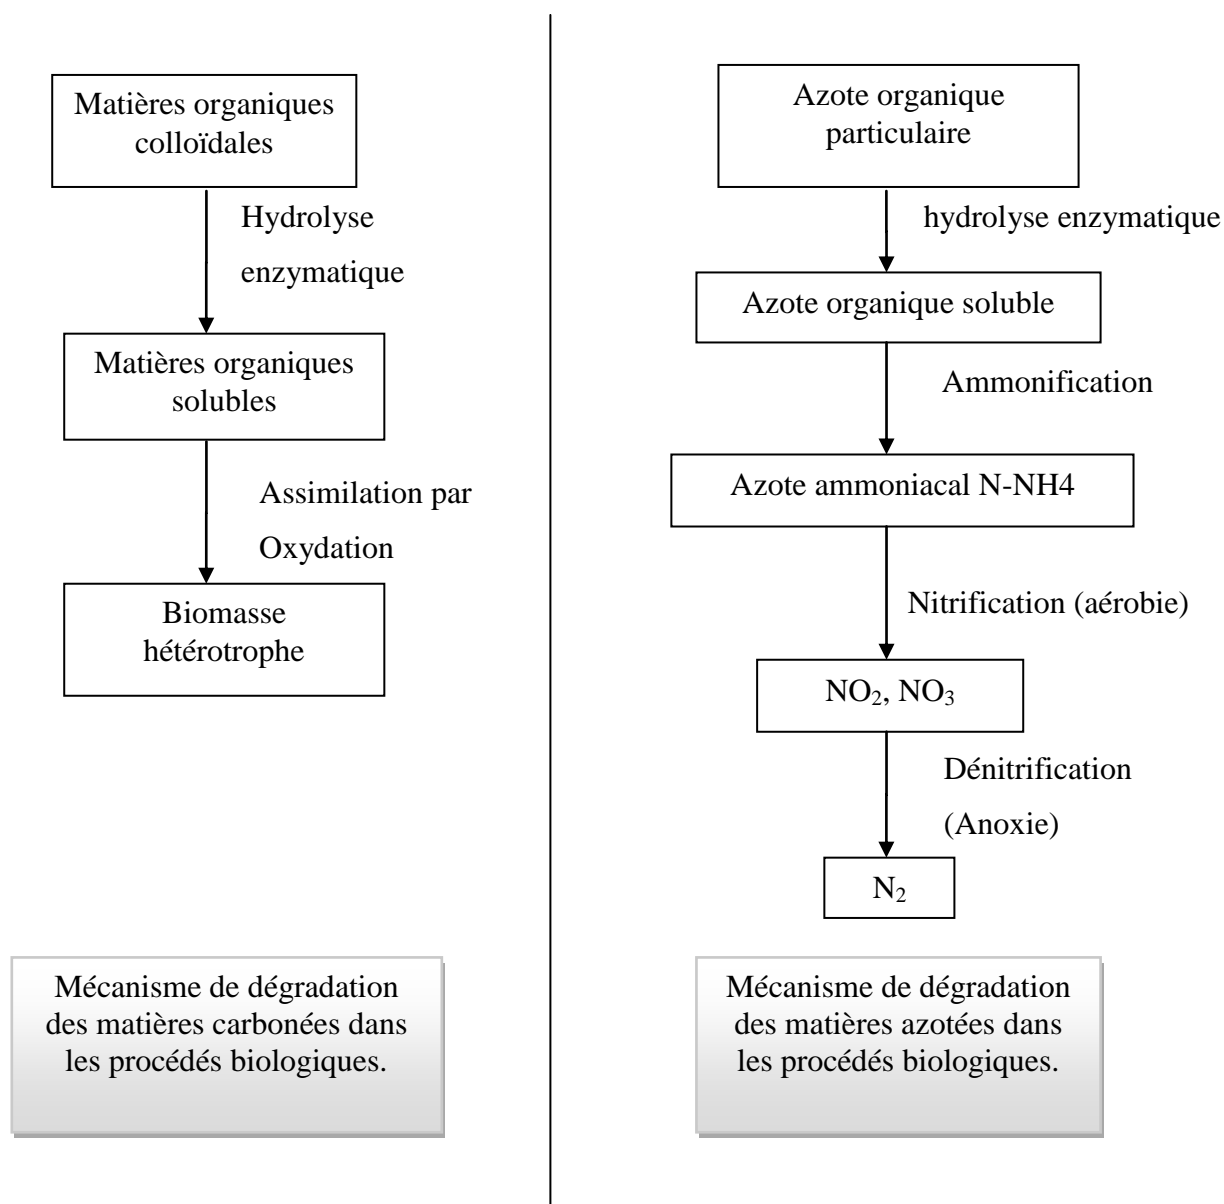 Matières organiques
colloïdales
Hydrolyse
enzymatique
Matières organiques
solubles
Assimilation par
Oxydation
Biomasse
hétérotrophe
Mécanisme de dégradation
des matières carbonées dans
les procédés biologiques.
Azote organique
particulaire
hydrolyse enzymatique
Azote organique soluble
Ammonification
Azote ammoniacal N-NH4
Nitrification (aérobie)
NO₂, NO₃
Dénitrification
(Anoxie)
N₂
Mécanisme de dégradation
des matières azotées dans
les procédés biologiques.